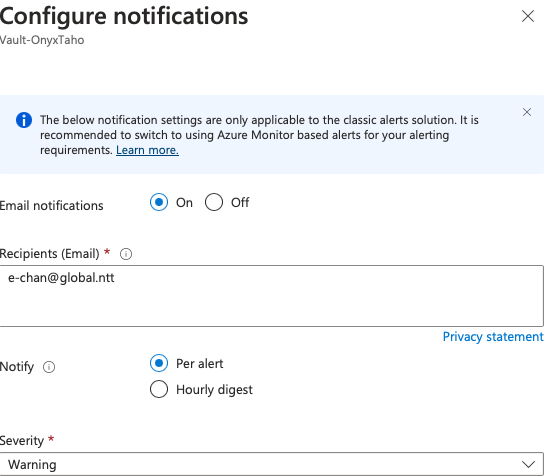 Configure notifications
Vault-OnyxTaho
The below notification settings are only applicable to the classic alerts solution. It is
recommended to switch to using Azure Monitor based alerts for your alerting
requirements. Learn more.
Email notifications
On
Off
Recipients (Email) *
e-chan@global.ntt
Privacy statement
Notify
Per alert
Hourly digest
Severity *
Warning